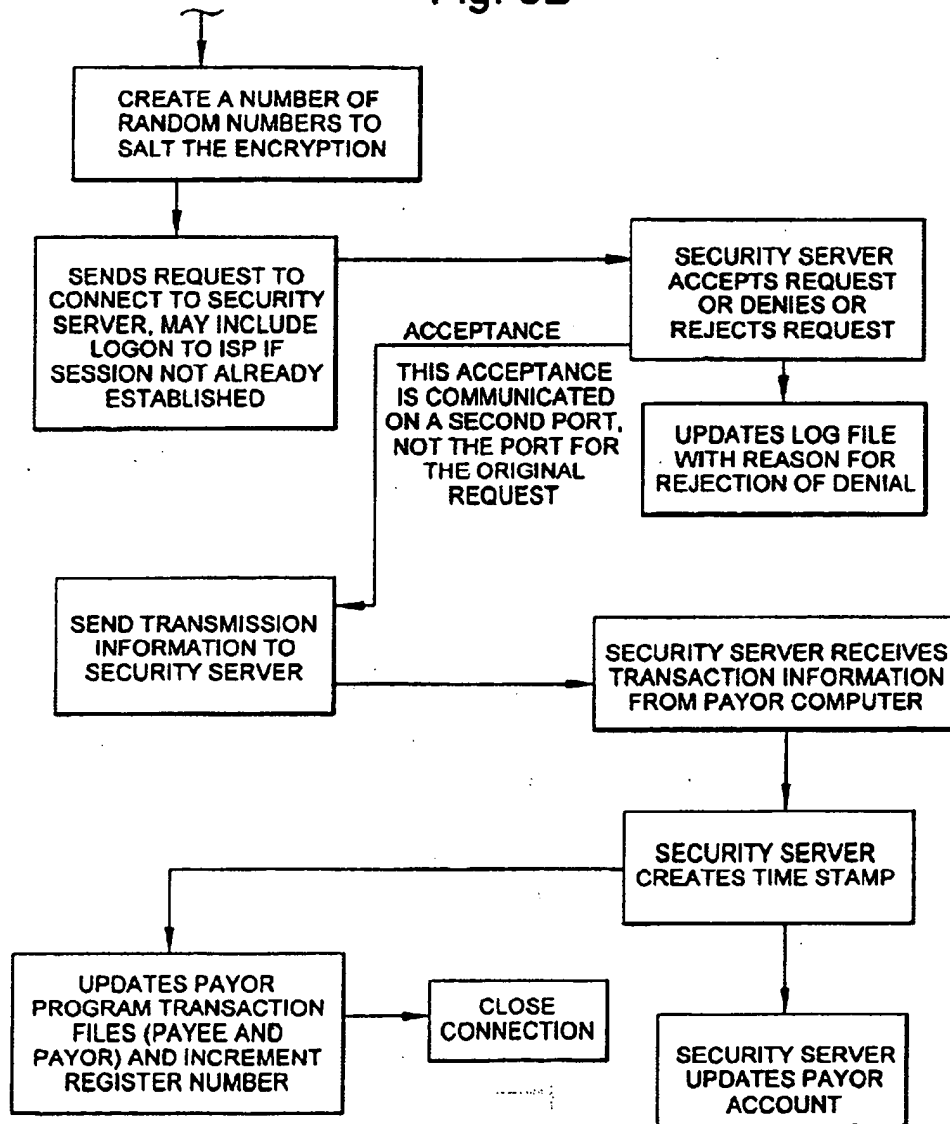 CREATE A NUMBER OF
RANDOM NUMBERS TO
SALT THE ENCRYPTION
SENDS REQUEST TO
CONNECT TO SECURITY
SERVER, MAY INCLUDE
LOGON TO ISP IF
SESSION NOT ALREADY
ESTABLISHED
SECURITY SERVER
ACCEPTS REQUEST
OR DENIES OR
REJECTS REQUEST
ACCEPTANCE
THIS ACCEPTANCE
IS COMMUNICATED
ON A SECOND PORT,
NOT THE PORT FOR
THE ORIGINAL
REQUEST
UPDATES LOG FILE
WITH REASON FOR
REJECTION OF DENIAL
SEND TRANSMISSION
INFORMATION TO
SECURITY SERVER
SECURITY SERVER RECEIVES
TRANSACTION INFORMATION
FROM PAYOR COMPUTER
SECURITY SERVER
CREATES TIME STAMP
UPDATES PAYOR
PROGRAM TRANSACTION
FILES (PAYEE AND
PAYOR) AND INCREMENT
REGISTER NUMBER
CLOSE
CONNECTION
SECURITY SERVER
UPDATES PAYOR
ACCOUNT